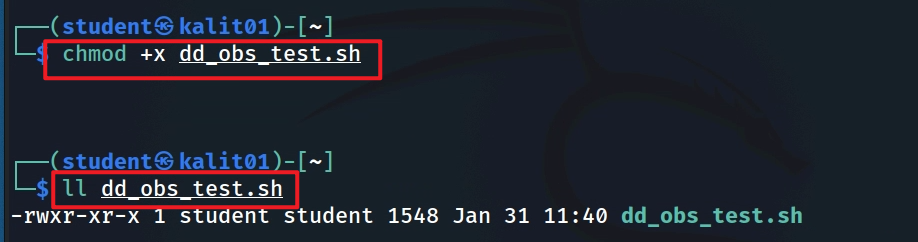 ┌──(student㉿kalit01)-[~]
└─$ chmod +x dd_obs_test.sh
┌──(student㉿kalit01)-[~]
└─$ ll dd_obs_test.sh
-rwxr-xr-x 1 student student 1548 Jan 31 11:40 dd_obs_test.sh